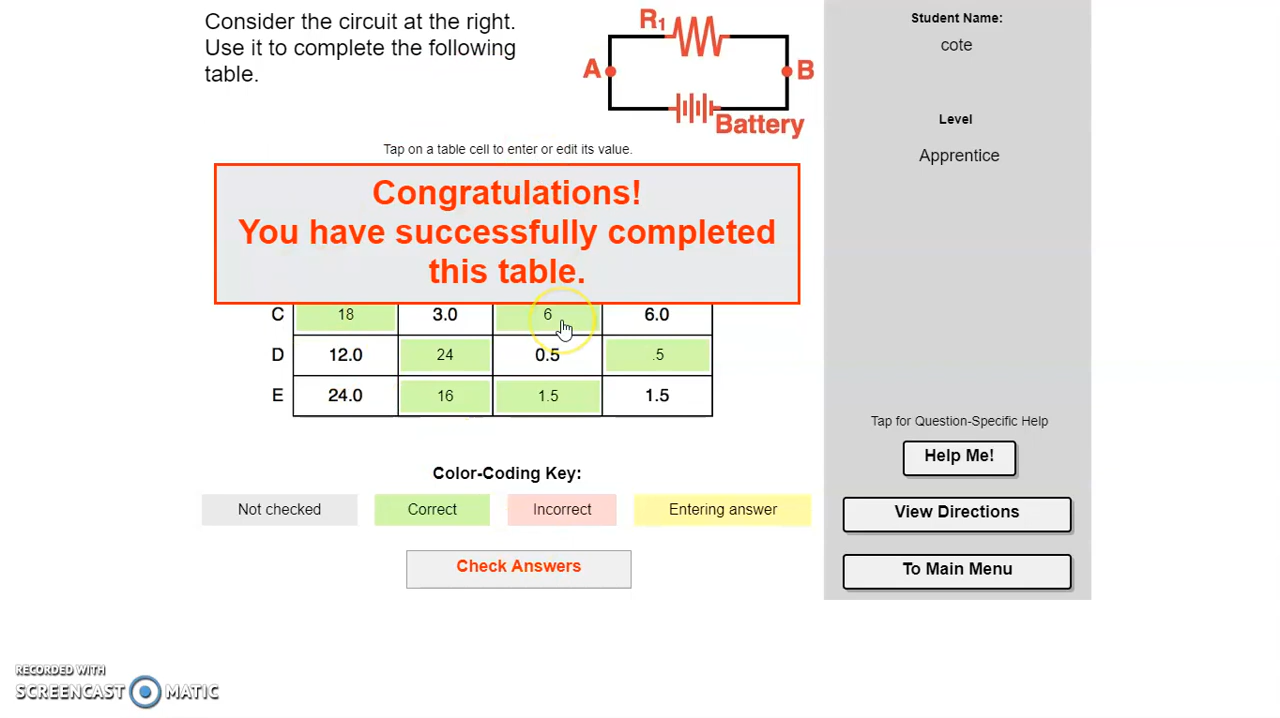 Consider the circuit at the right.
Use it to complete the following
table.
R1
A
B
Battery
Tap on a table cell to enter or edit its value.
Congratulations!
You have successfully completed
this table.
C 18 3.0 6 6.0
D 12.0 24 0.5 .5
E 24.0 16 1.5 1.5
Color-Coding Key:
Not checked Correct Incorrect Entering answer
Check Answers
Student Name:
cote
Level
Apprentice
Tap for Question-Specific Help
Help Me!
View Directions
To Main Menu
RECORDED WITH
SCREENCAST MATIC